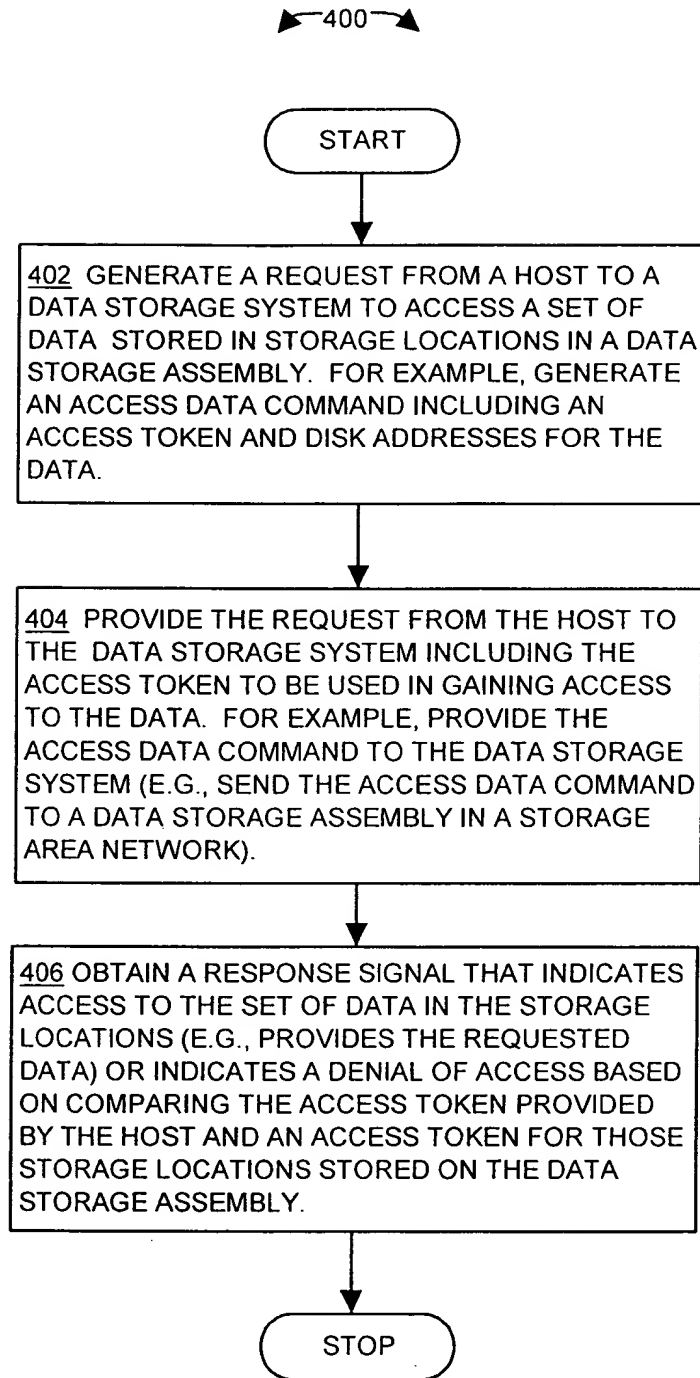 400
START
402 GENERATE A REQUEST FROM A HOST TO A
DATA STORAGE SYSTEM TO ACCESS A SET OF
DATA STORED IN STORAGE LOCATIONS IN A DATA
STORAGE ASSEMBLY. FOR EXAMPLE, GENERATE
AN ACCESS DATA COMMAND INCLUDING AN
ACCESS TOKEN AND DISK ADDRESSES FOR THE
DATA.
404 PROVIDE THE REQUEST FROM THE HOST TO
THE DATA STORAGE SYSTEM INCLUDING THE
ACCESS TOKEN TO BE USED IN GAINING ACCESS
TO THE DATA. FOR EXAMPLE, PROVIDE THE
ACCESS DATA COMMAND TO THE DATA STORAGE
SYSTEM (E.G., SEND THE ACCESS DATA COMMAND
TO A DATA STORAGE ASSEMBLY IN A STORAGE
AREA NETWORK).
406 OBTAIN A RESPONSE SIGNAL THAT INDICATES
ACCESS TO THE SET OF DATA IN THE STORAGE
LOCATIONS (E.G., PROVIDES THE REQUESTED
DATA) OR INDICATES A DENIAL OF ACCESS BASED
ON COMPARING THE ACCESS TOKEN PROVIDED
BY THE HOST AND AN ACCESS TOKEN FOR THOSE
STORAGE LOCATIONS STORED ON THE DATA
STORAGE ASSEMBLY.
STOP